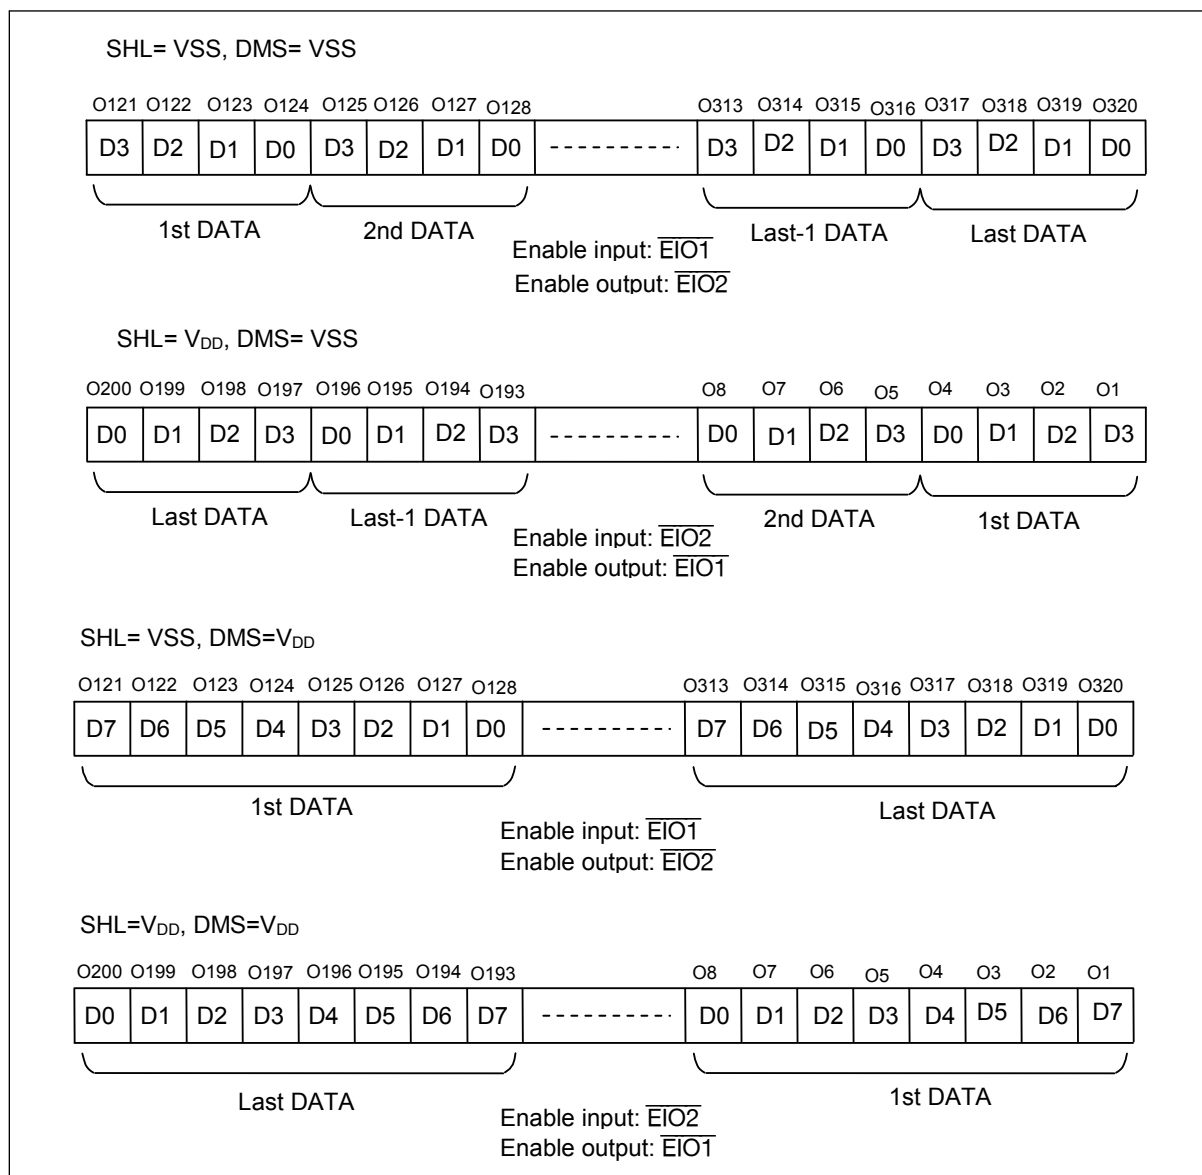 SHL= VSS, DMS= VSS
O121 O122 O123 O124 O125 O126 O127 O128 O313 O314 O315 O316 O317 O318 O319 O320
D3 D2 D1 D0 D3 D2 D1 D0 D3 D2 D1 D0 D3 D2 D1 D0
1st DATA 2nd DATA Last-1 DATA Last DATA
Enable input: EIO1
Enable output: EIO2
SHL= VDD, DMS= VSS
O200 O199 O198 O197 O196 O195 O194 O193 O8 O7 O6 O5 O4 O3 O2 O1
D0 D1 D2 D3 D0 D1 D2 D3 D0 D1 D2 D3 D0 D1 D2 D3
Last DATA Last-1 DATA 2nd DATA 1st DATA
Enable input: EIO2
Enable output: EIO1
SHL= VSS, DMS=VDD
O121 O122 O123 O124 O125 O126 O127 O128 O313 O314 O315 O316 O317 O318 O319 O320
D7 D6 D5 D4 D3 D2 D1 D0 D7 D6 D5 D4 D3 D2 D1 D0
1st DATA Last DATA
Enable input: EIO1
Enable output: EIO2
SHL=VDD, DMS=VDD
O200 O199 O198 O197 O196 O195 O194 O193 O8 O7 O6 O5 O4 O3 O2 O1
D0 D1 D2 D3 D4 D5 D6 D7 D0 D1 D2 D3 D4 D5 D6 D7
Last DATA 1st DATA
Enable input: EIO2
Enable output: EIO1